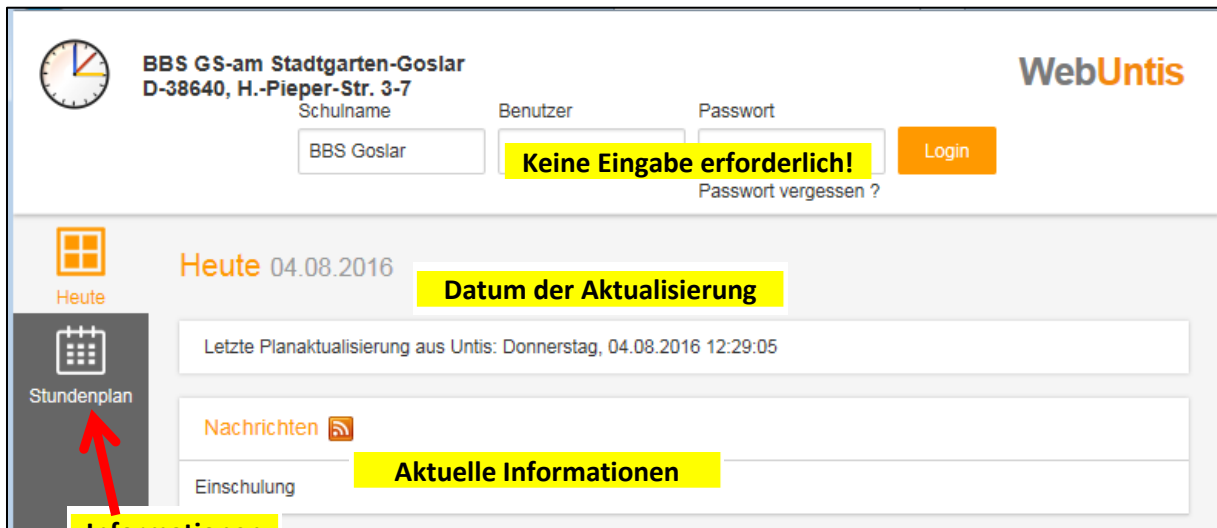 BBS GS-am Stadtgarten-Goslar
D-38640, H.-Pieper-Str. 3-7
WebUntis
Schulname Benutzer Passwort
BBS Goslar
Keine Eingabe erforderlich!
Login
Passwort vergessen ?
Heute
Heute 04.08.2016
Datum der Aktualisierung
Letzte Planaktualisierung aus Untis: Donnerstag, 04.08.2016 12:29:05
Stundenplan
Nachrichten
Aktuelle Informationen
Einschulung
Informationen